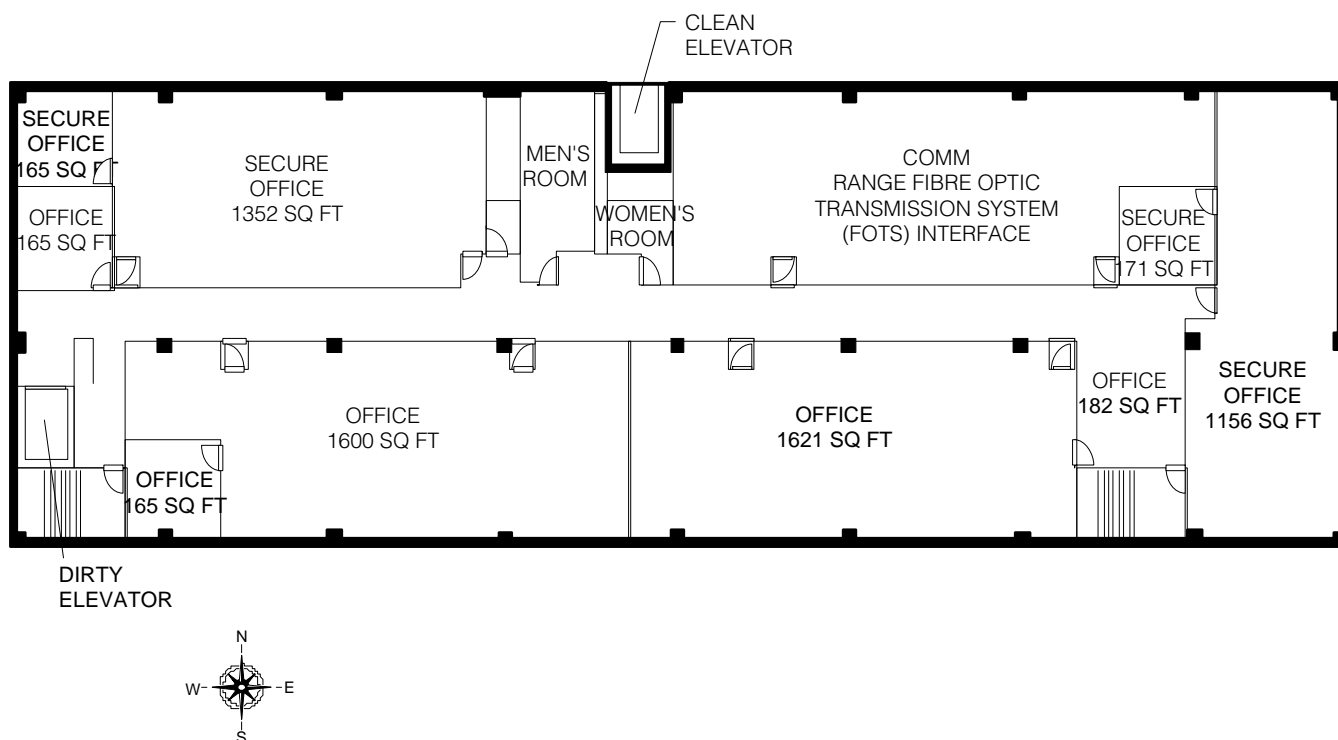 CLEAN
ELEVATOR
SECURE
OFFICE
165 SQ FT
SECURE
OFFICE
1352 SQ FT
MEN'S
ROOM
WOMEN'S
ROOM
COMM
RANGE FIBRE OPTIC
TRANSMISSION SYSTEM
(FOTS) INTERFACE
OFFICE
165 SQ FT
SECURE
OFFICE
171 SQ FT
OFFICE
1600 SQ FT
OFFICE
1621 SQ FT
OFFICE
182 SQ FT
SECURE
OFFICE
1156 SQ FT
OFFICE
165 SQ FT
DIRTY
ELEVATOR
N
W
E
S